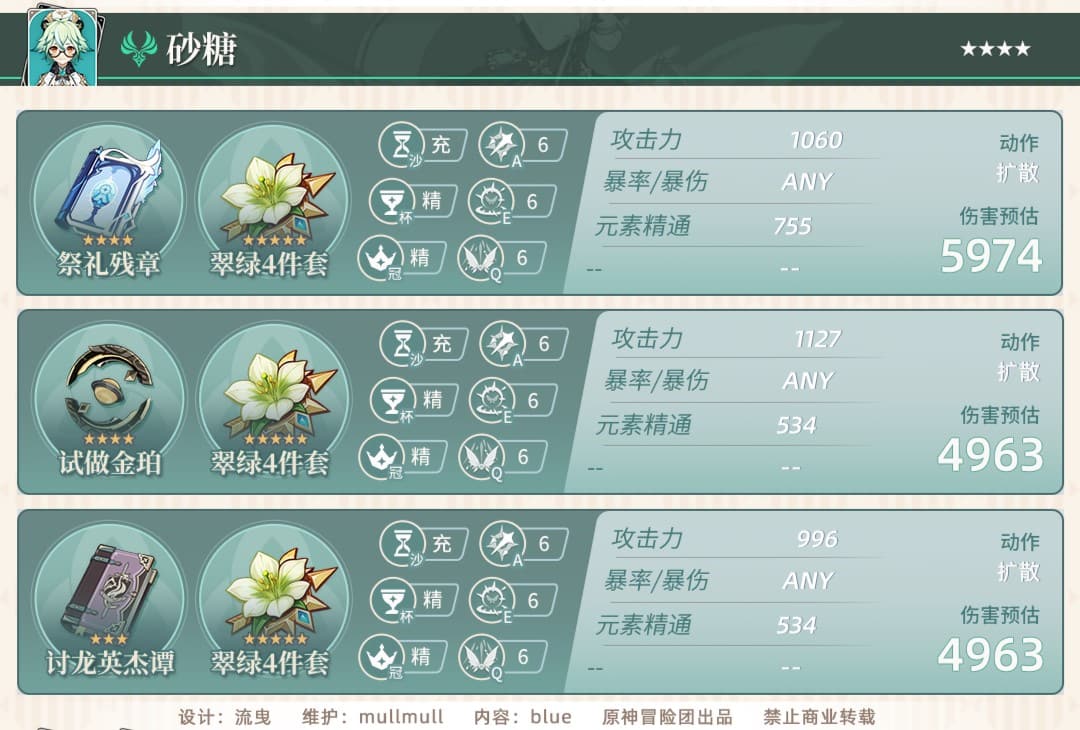 砂糖
祭礼残章
翠绿4件套
沙 充
A 6
杯 精
E 6
冠 精
Q 6
攻击力 1060
暴率/暴伤 ANY
元素精通 755
-- --
动作
扩散
伤害预估
5974
试做金珀
翠绿4件套
沙 充
A 6
杯 精
E 6
冠 精
Q 6
攻击力 1127
暴率/暴伤 ANY
元素精通 534
-- --
动作
扩散
伤害预估
4963
讨龙英杰谭
翠绿4件套
沙 充
A 6
杯 精
E 6
冠 精
Q 6
攻击力 996
暴率/暴伤 ANY
元素精通 534
-- --
动作
扩散
伤害预估
4963
设计：流曳 维护：mullmull 内容：blue 原神冒险团出品 禁止商业转载